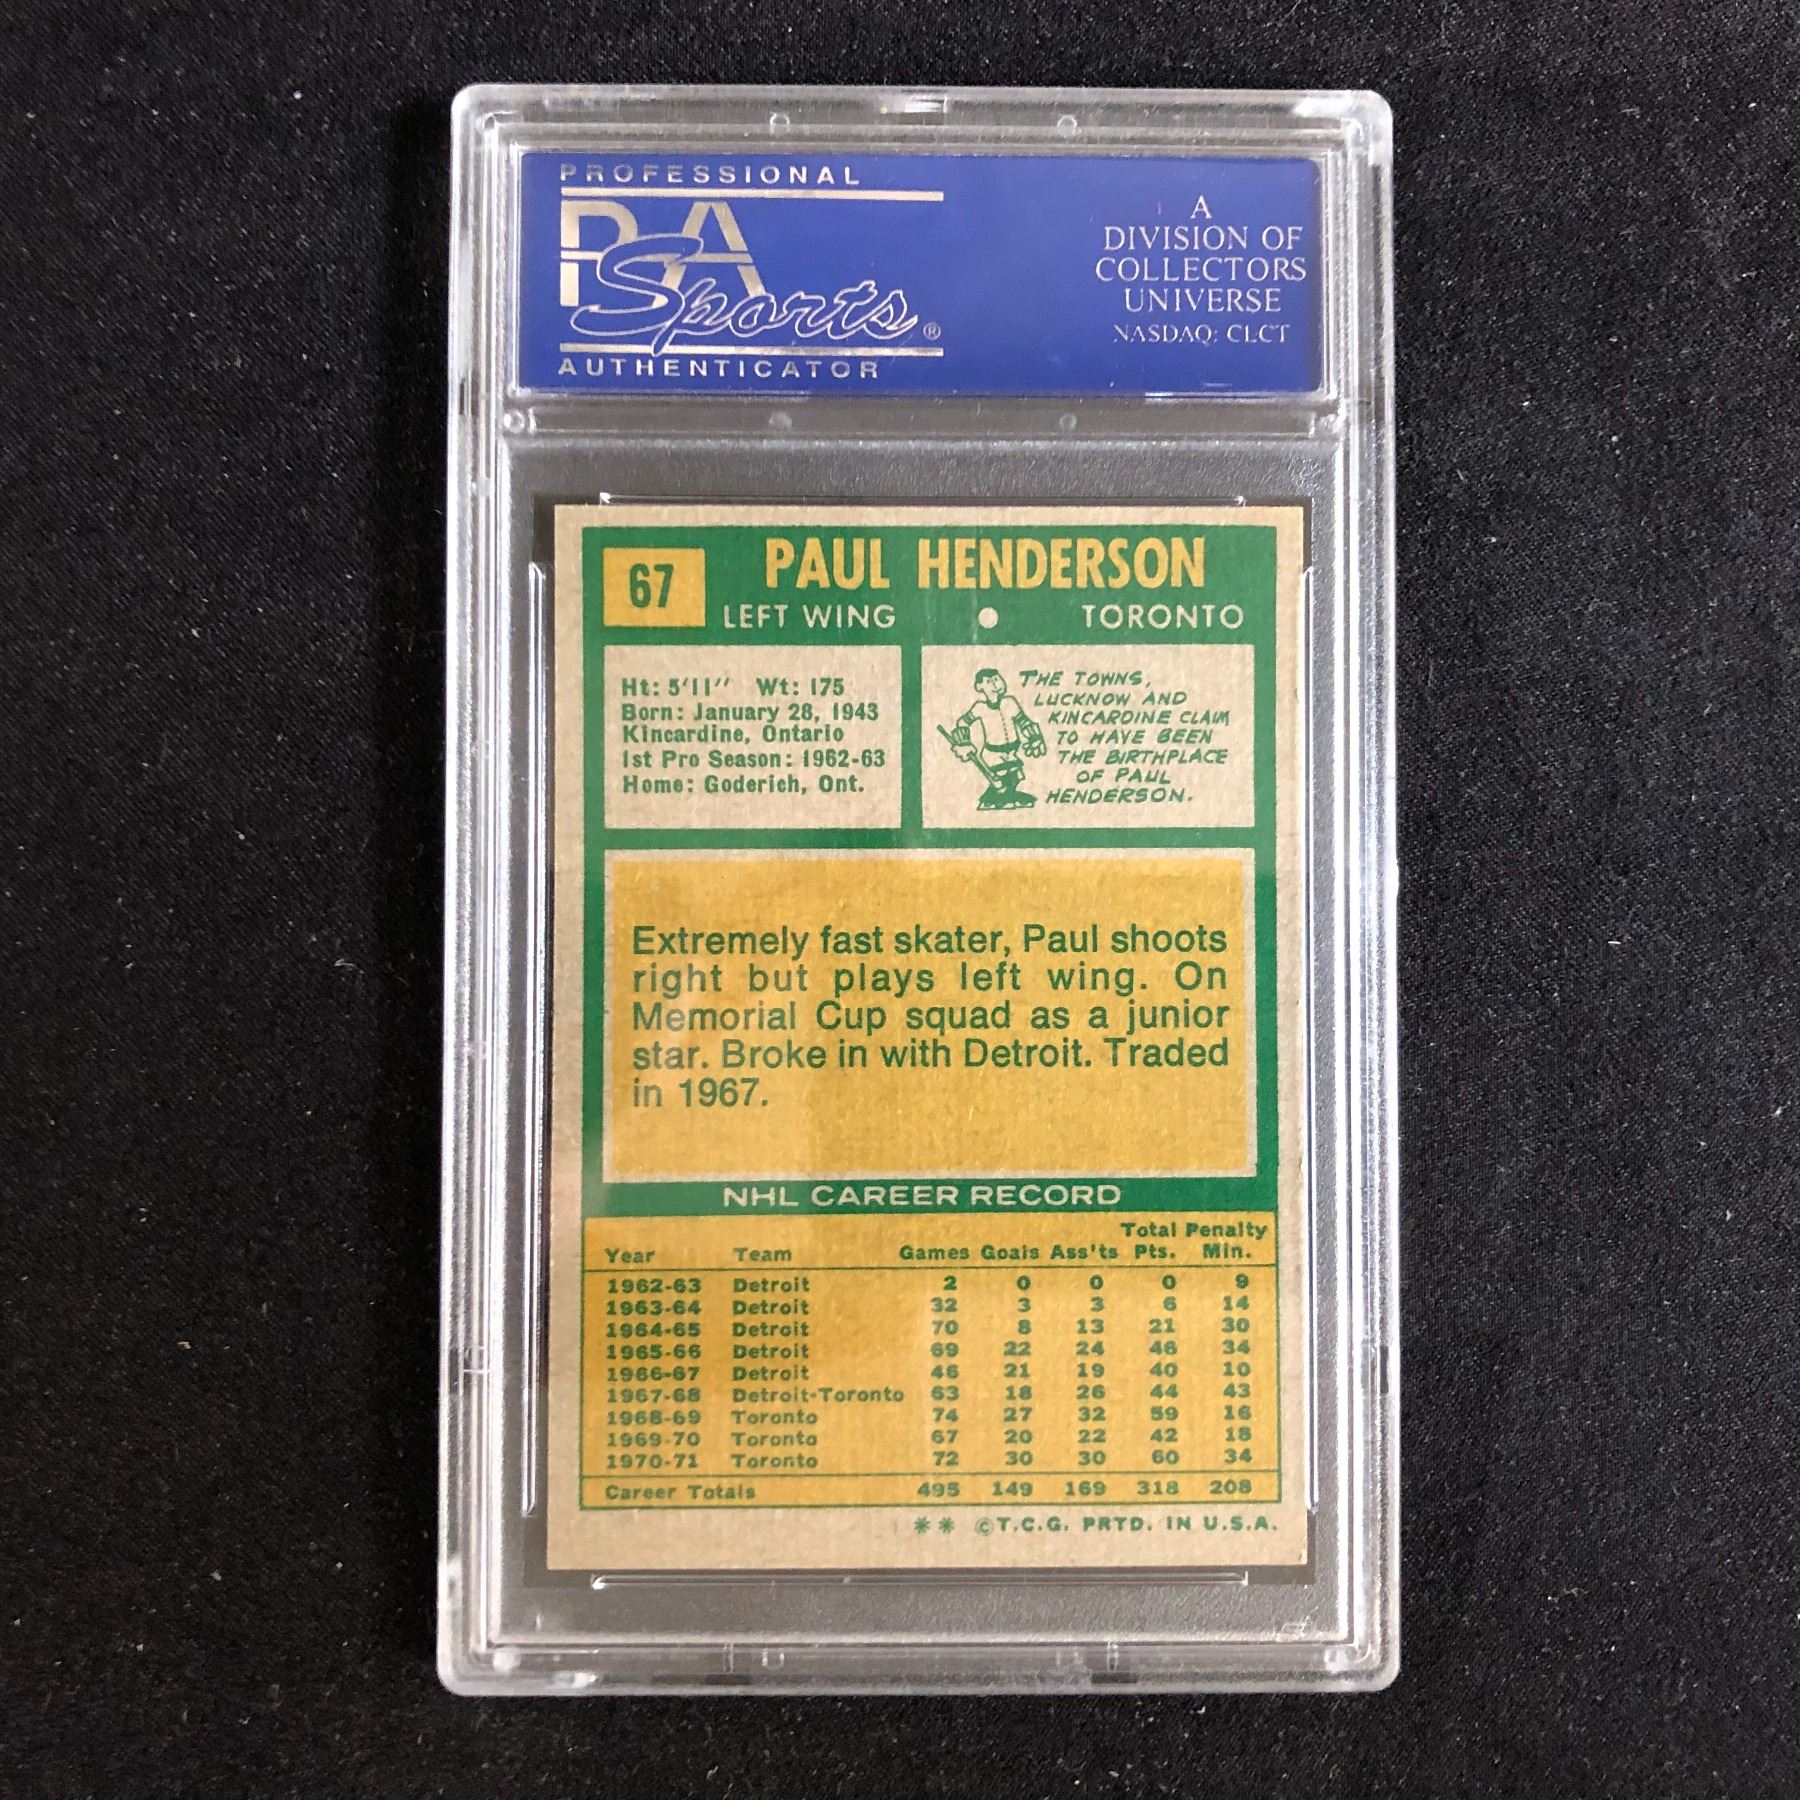 PROFESSIONAL
PSA
Sports®
AUTHENTICATOR
A
DIVISION OF
COLLECTORS
UNIVERSE
NASDAQ: CLCT
67
PAUL HENDERSON
LEFT WING • TORONTO
Ht: 5'11" Wt: 175
Born: January 28, 1943
Kincardine, Ontario
1st Pro Season: 1962-63
Home: Goderich, Ont.
THE TOWNS,
LUCKNOW AND
KINCARDINE CLAIM
TO HAVE BEEN
THE BIRTHPLACE
OF PAUL
HENDERSON.
Extremely fast skater, Paul shoots
right but plays left wing. On
Memorial Cup squad as a junior
star. Broke in with Detroit. Traded
in 1967.
NHL CAREER RECORD
Total Penalty
Year Team Games Goals Ass'ts Pts. Min.
1962-63 Detroit 2 0 0 0 9
1963-64 Detroit 32 3 3 6 14
1964-65 Detroit 70 8 13 21 30
1965-66 Detroit 69 22 24 46 34
1966-67 Detroit 46 21 19 40 10
1967-68 Detroit-Toronto 63 18 26 44 43
1968-69 Toronto 74 27 32 59 16
1969-70 Toronto 67 20 22 42 18
1970-71 Toronto 72 30 30 60 34
Career Totals 495 149 169 318 208
** ©T.C.G. PRTD. IN U.S.A.